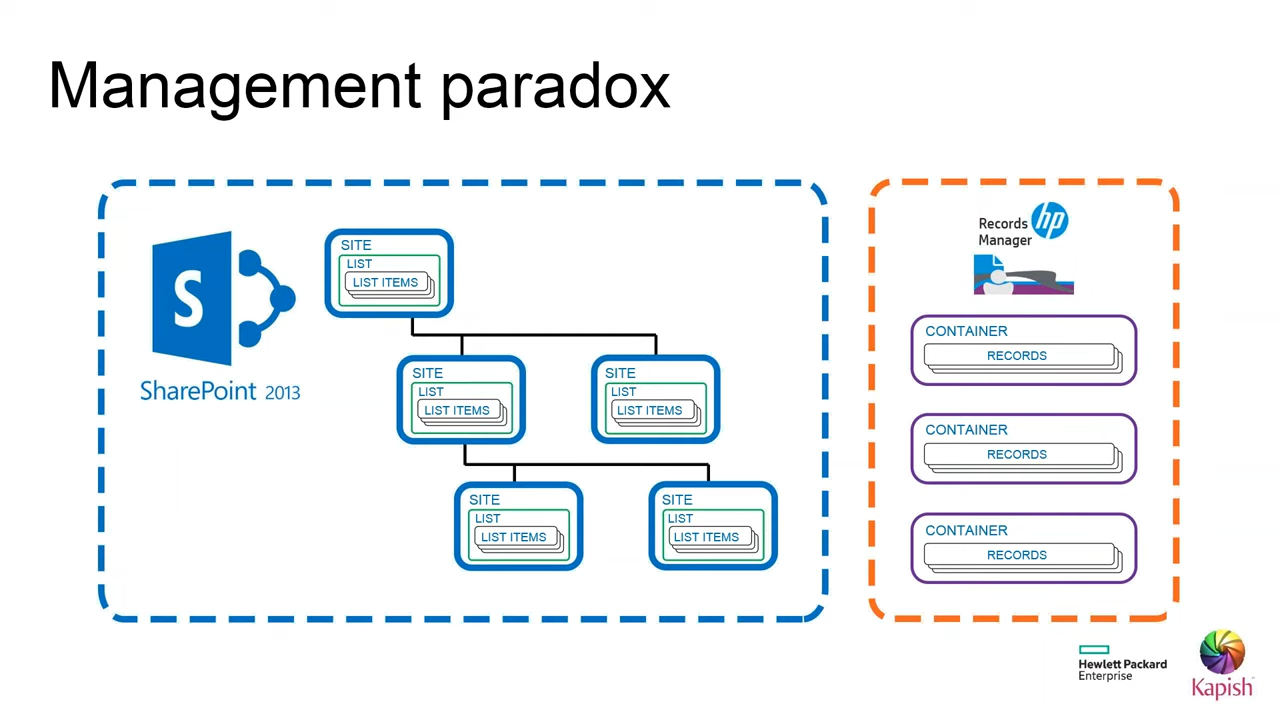 Management paradox
S
SharePoint 2013
SITE
LIST
LIST ITEMS
SITE
LIST
LIST ITEMS
SITE
LIST
LIST ITEMS
SITE
LIST
LIST ITEMS
SITE
LIST
LIST ITEMS
Records
Manager
hp
CONTAINER
RECORDS
CONTAINER
RECORDS
CONTAINER
RECORDS
Hewlett Packard
Enterprise
Kapish